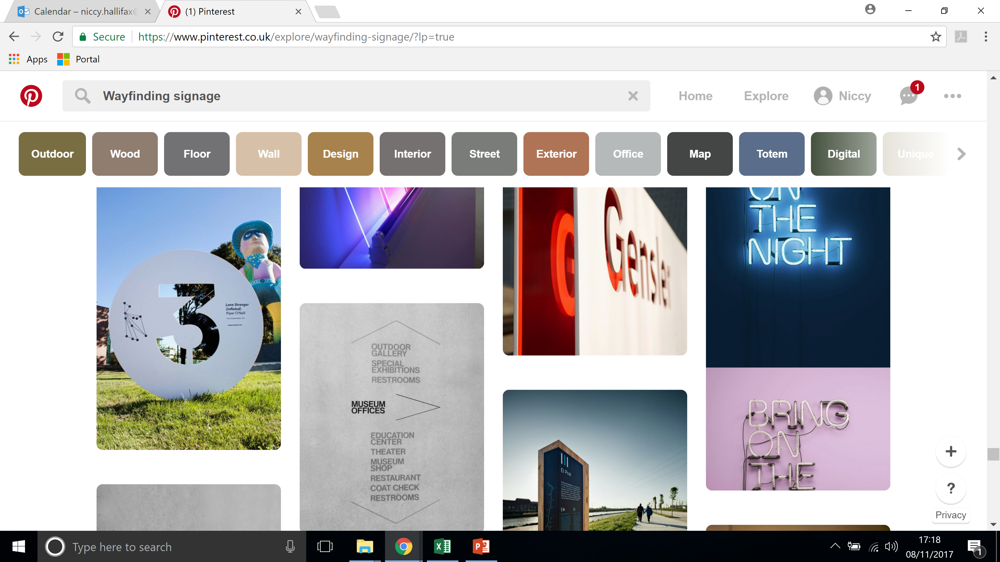 Calendar – niccy.hallifax@
(1) Pinterest
Secure
https://www.pinterest.co.uk/explore/wayfinding-signage/?lp=true
Apps
Portal
Wayfinding signage
Home
Explore
Niccy
1
Outdoor
Wood
Floor
Wall
Design
Interior
Street
Exterior
Office
Map
Totem
Digital
Unique
3
Lone Stranger
(inflated)
Piper O'Neill
OUTDOOR
GALLERY
SPECIAL
EXHIBITIONS
RESTROOMS
MUSEUM
OFFICES
EDUCATION
CENTER
THEATER
MUSEUM
SHOP
RESTAURANT
COAT CHECK
RESTROOMS
G
Gensler
El Prat
ON
THE
NIGHT
BRING
ON
THE
+
?
Privacy
Type here to search
17:18
08/11/2017
1